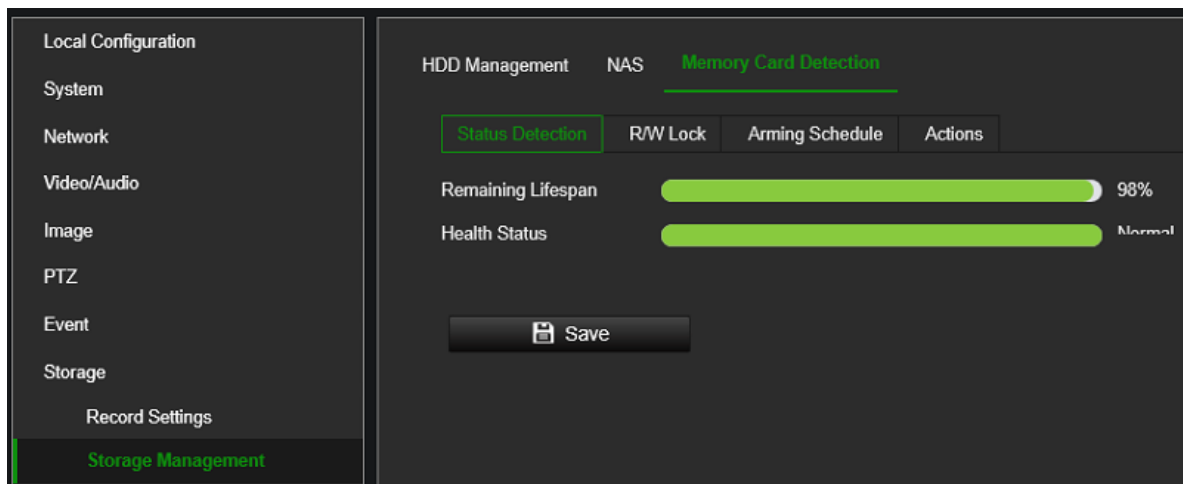 Local Configuration
System
Network
Video/Audio
Image
PTZ
Event
Storage
Record Settings
Storage Management
HDD Management NAS Memory Card Detection
Status Detection R/W Lock Arming Schedule Actions
Remaining Lifespan 98%
Health Status Normal
Save